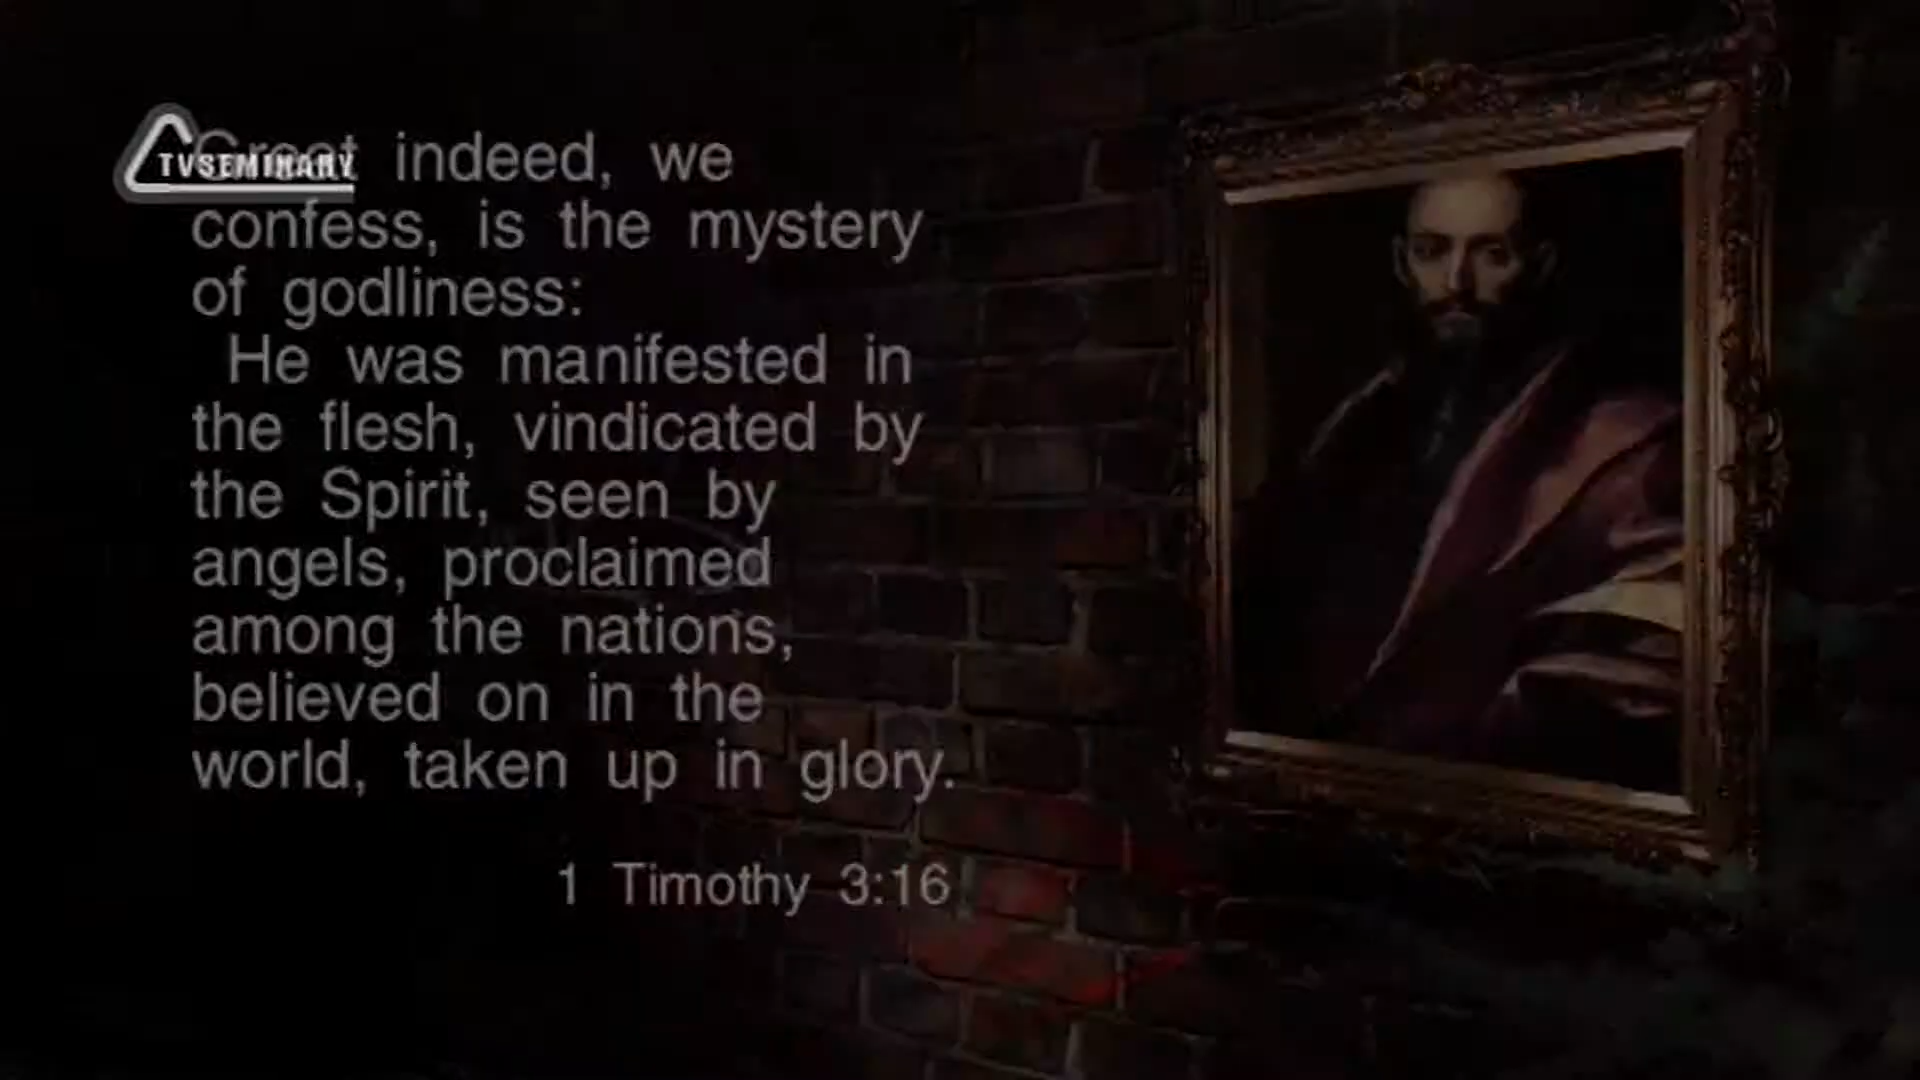 TVSEMINARY
Great indeed, we
confess, is the mystery
of godliness:
He was manifested in
the flesh, vindicated by
the Spirit, seen by
angels, proclaimed
among the nations,
believed on in the
world, taken up in glory.
1 Timothy 3:16